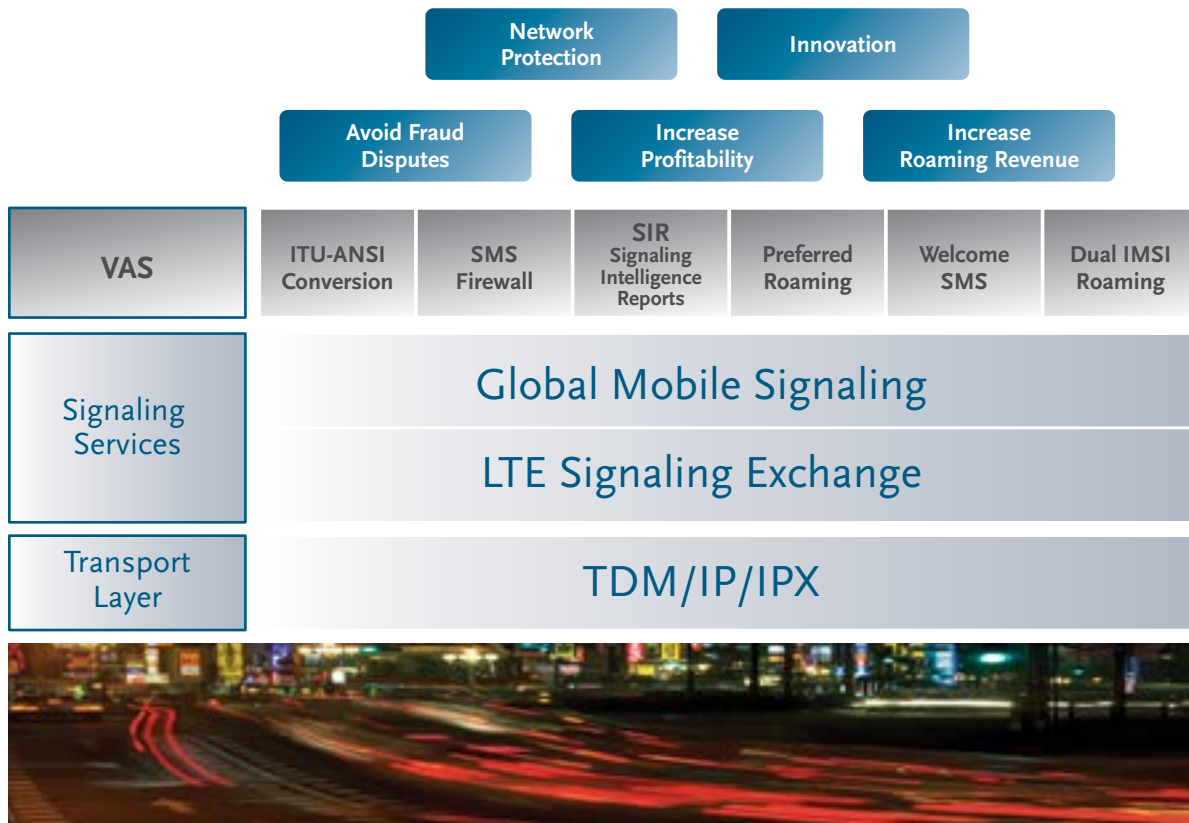 Network
Protection
Innovation
Avoid Fraud
Disputes
Increase
Profitability
Increase
Roaming Revenue
VAS
ITU-ANSI
Conversion
SMS
Firewall
SIR
Signaling
Intelligence
Reports
Preferred
Roaming
Welcome
SMS
Dual IMSI
Roaming
Signaling
Services
Global Mobile Signaling
LTE Signaling Exchange
Transport
Layer
TDM/IP/IPX